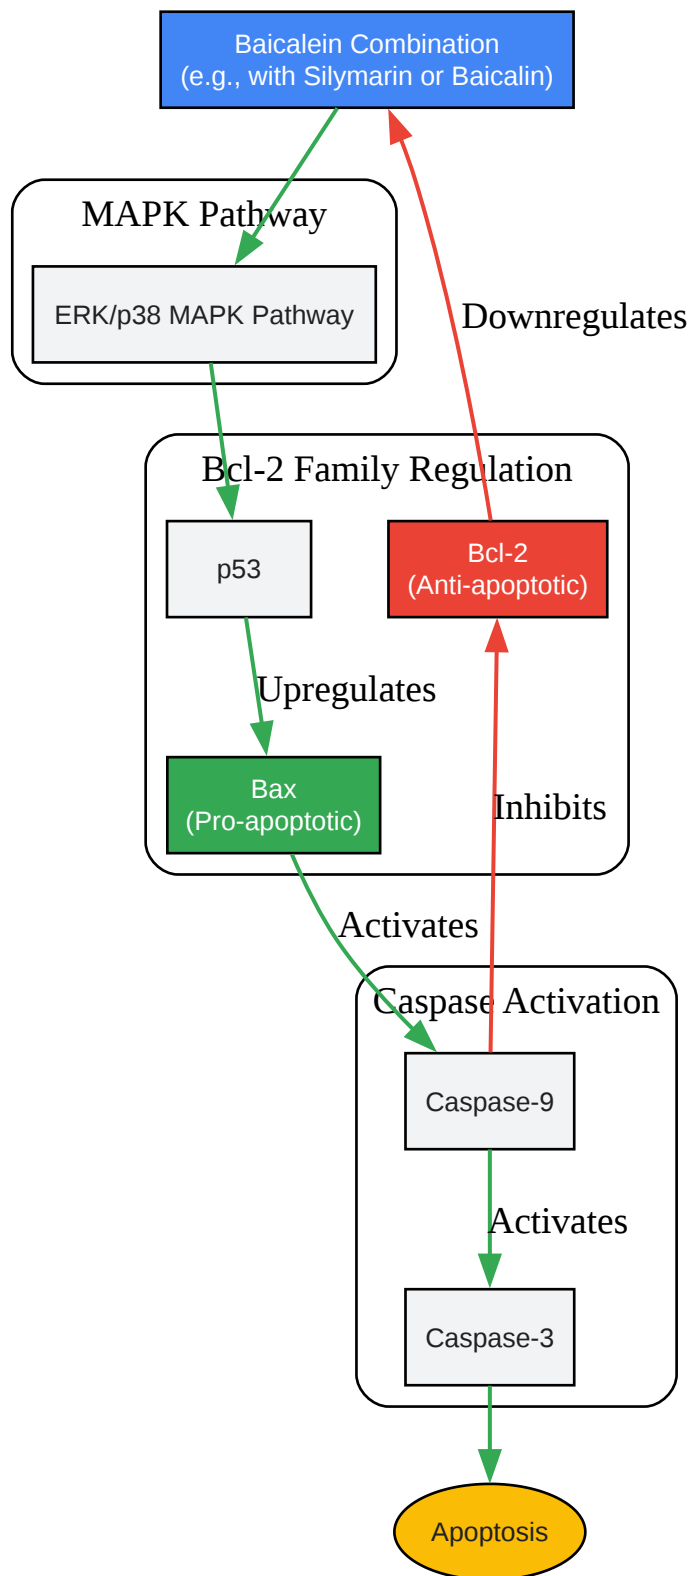 Baicalein Combination
(e.g., with Silymarin or Baicalin)
MAPK Pathway
ERK/p38 MAPK Pathway
Downregulates
Bcl-2 Family Regulation
p53
Bcl-2
(Anti-apoptotic)
Upregulates
Bax
(Pro-apoptotic)
Inhibits
Activates
Caspase Activation
Caspase-9
Activates
Caspase-3
Apoptosis